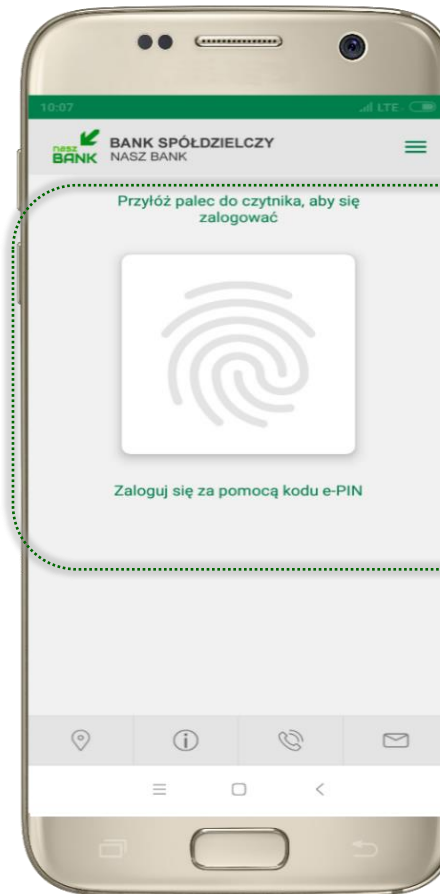 10:07 LTE
nasz
BANK
BANK SPÓŁDZIELCZY
NASZ BANK
Przyłóż palec do czytnika, aby się
zalogować
Zaloguj się za pomocą kodu e-PIN